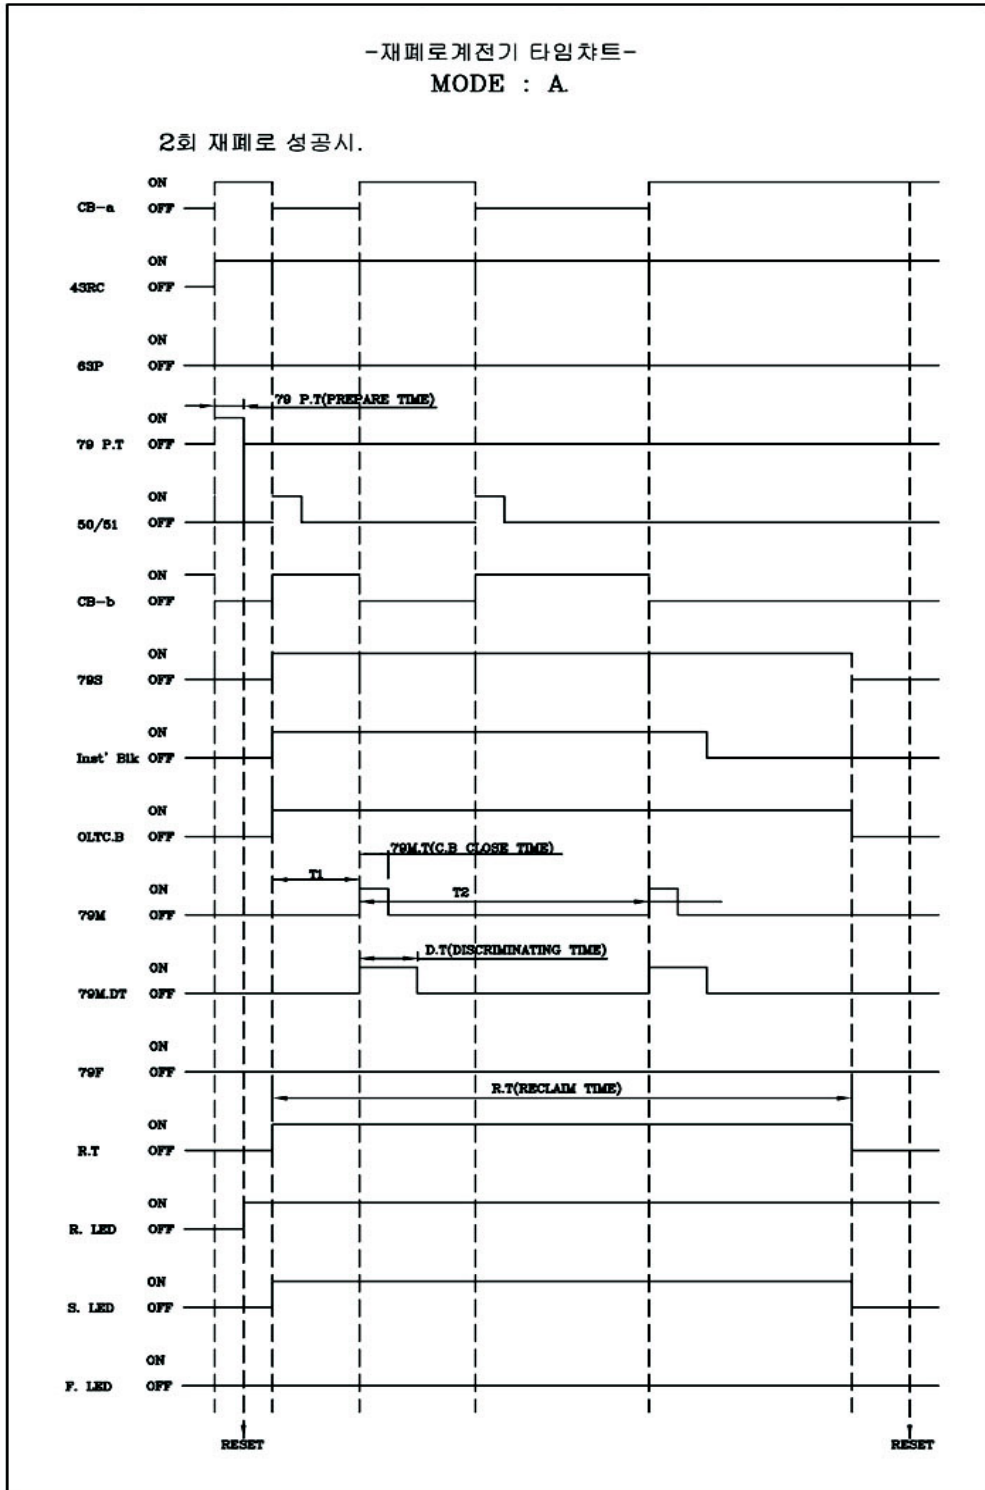 -재폐로계전기 타임챠트-
MODE : A.
2회 재폐로 성공시.
ON
CB-a OFF
ON
43RC OFF
ON
63P OFF
79 P.T(PREPARE TIME)
ON
79 P.T OFF
ON
50/51 OFF
ON
CB-b OFF
ON
79S OFF
ON
Inst' Blk OFF
ON
OLTC.B OFF
79M.T(C.B CLOSE TIME)
T1
ON
T2
79M OFF
D.T(DISCRIMINATING TIME)
ON
79M.DT OFF
ON
79F OFF
R.T(RECLAIM TIME)
ON
R.T OFF
ON
R. LED OFF
ON
S. LED OFF
ON
F. LED OFF
RESET RESET